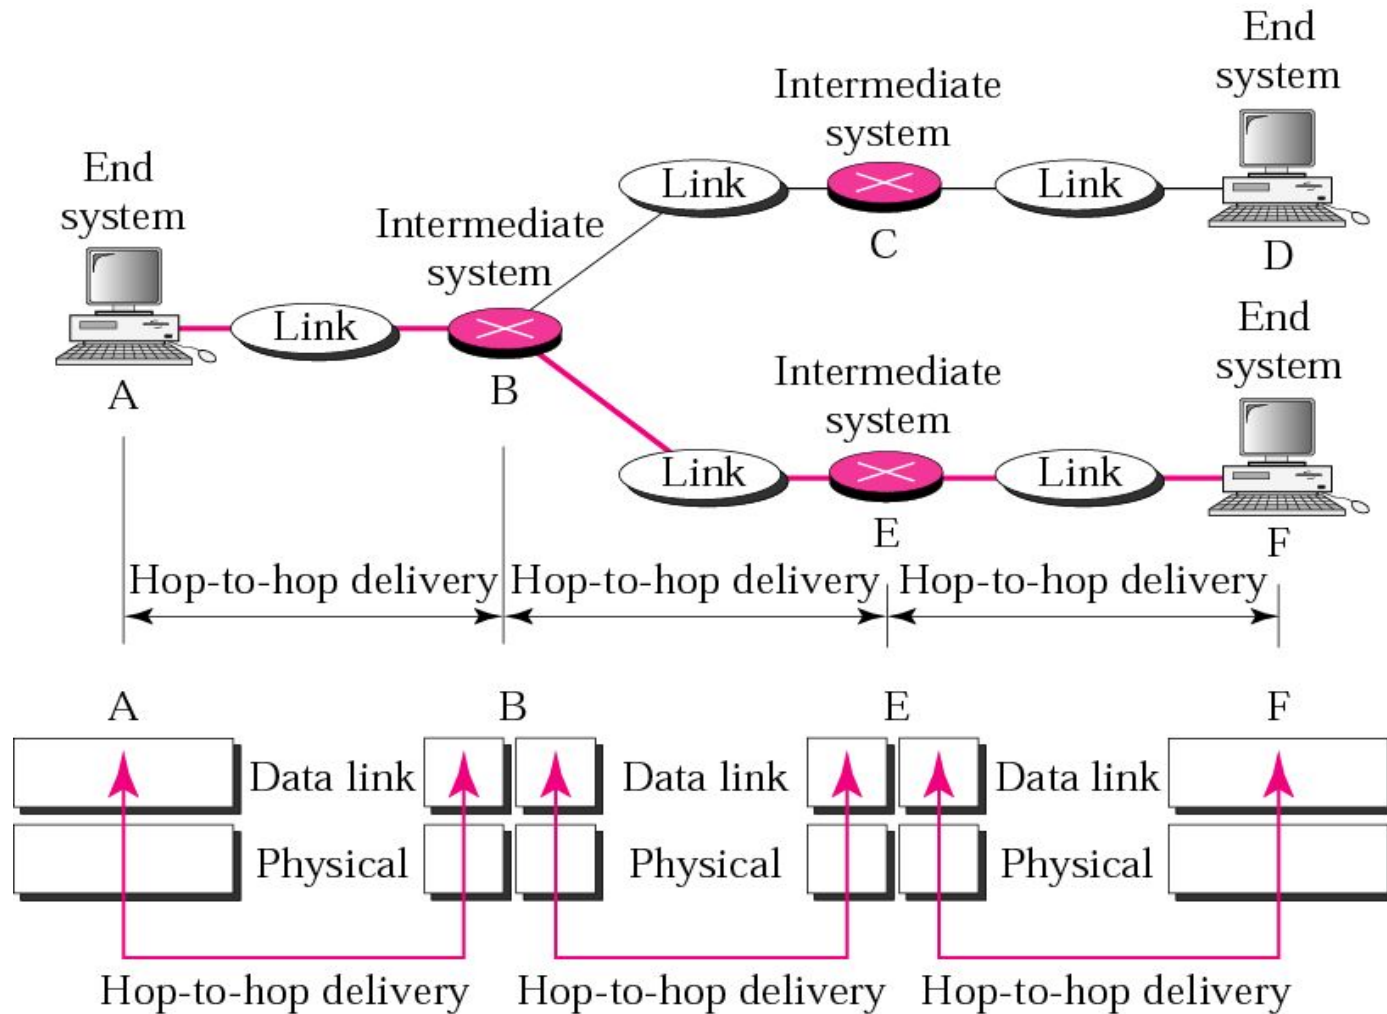 End
system
Intermediate
system
End
system
Link
Link
C
D
Intermediate
system
Link
A
B
Intermediate
system
End
system
Link
Link
E
F
Hop-to-hop delivery
Hop-to-hop delivery
Hop-to-hop delivery
A
B
E
F
Data link
Data link
Data link
Physical
Physical
Physical
Hop-to-hop delivery
Hop-to-hop delivery
Hop-to-hop delivery